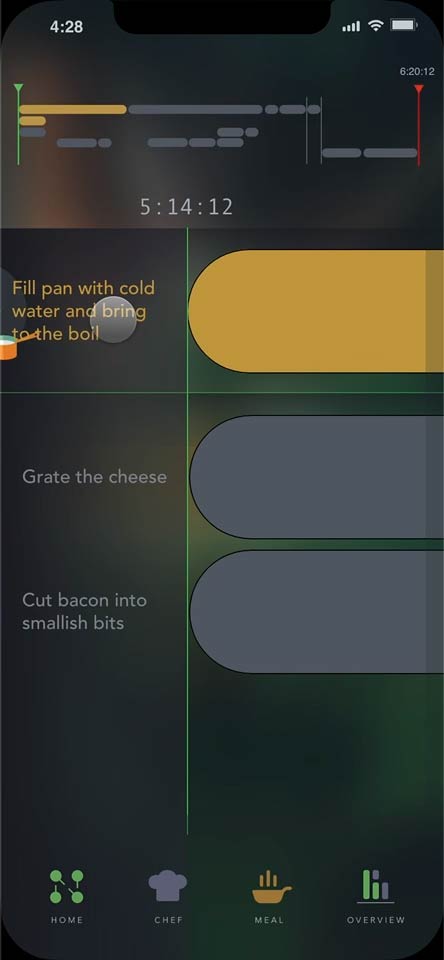 4:28
6:20:12
5:14:12
Fill pan with cold
water and bring
to the boil
Grate the cheese
Cut bacon into
smallish bits
HOME
CHEF
MEAL
OVERVIEW